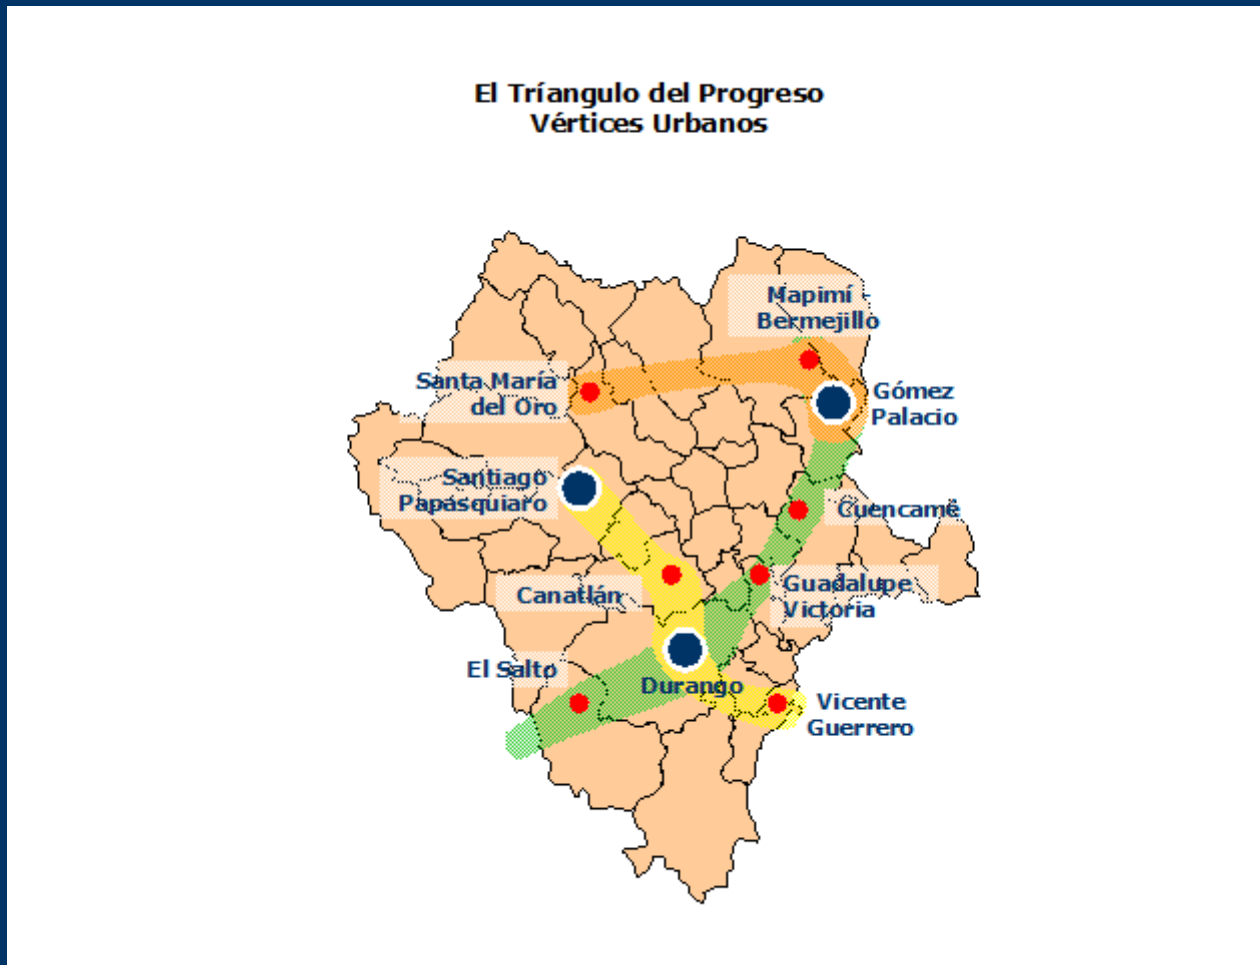 El Tríangulo del Progreso
Vértices Urbanos
Mapimí -
Bermejillo
Santa María
del Oro
Gómez
Palacio
Santiago
Papasquiaro
Cuencamé
Canatlán
Guadalupe
Victoria
El Salto
Durango
Vicente
Guerrero